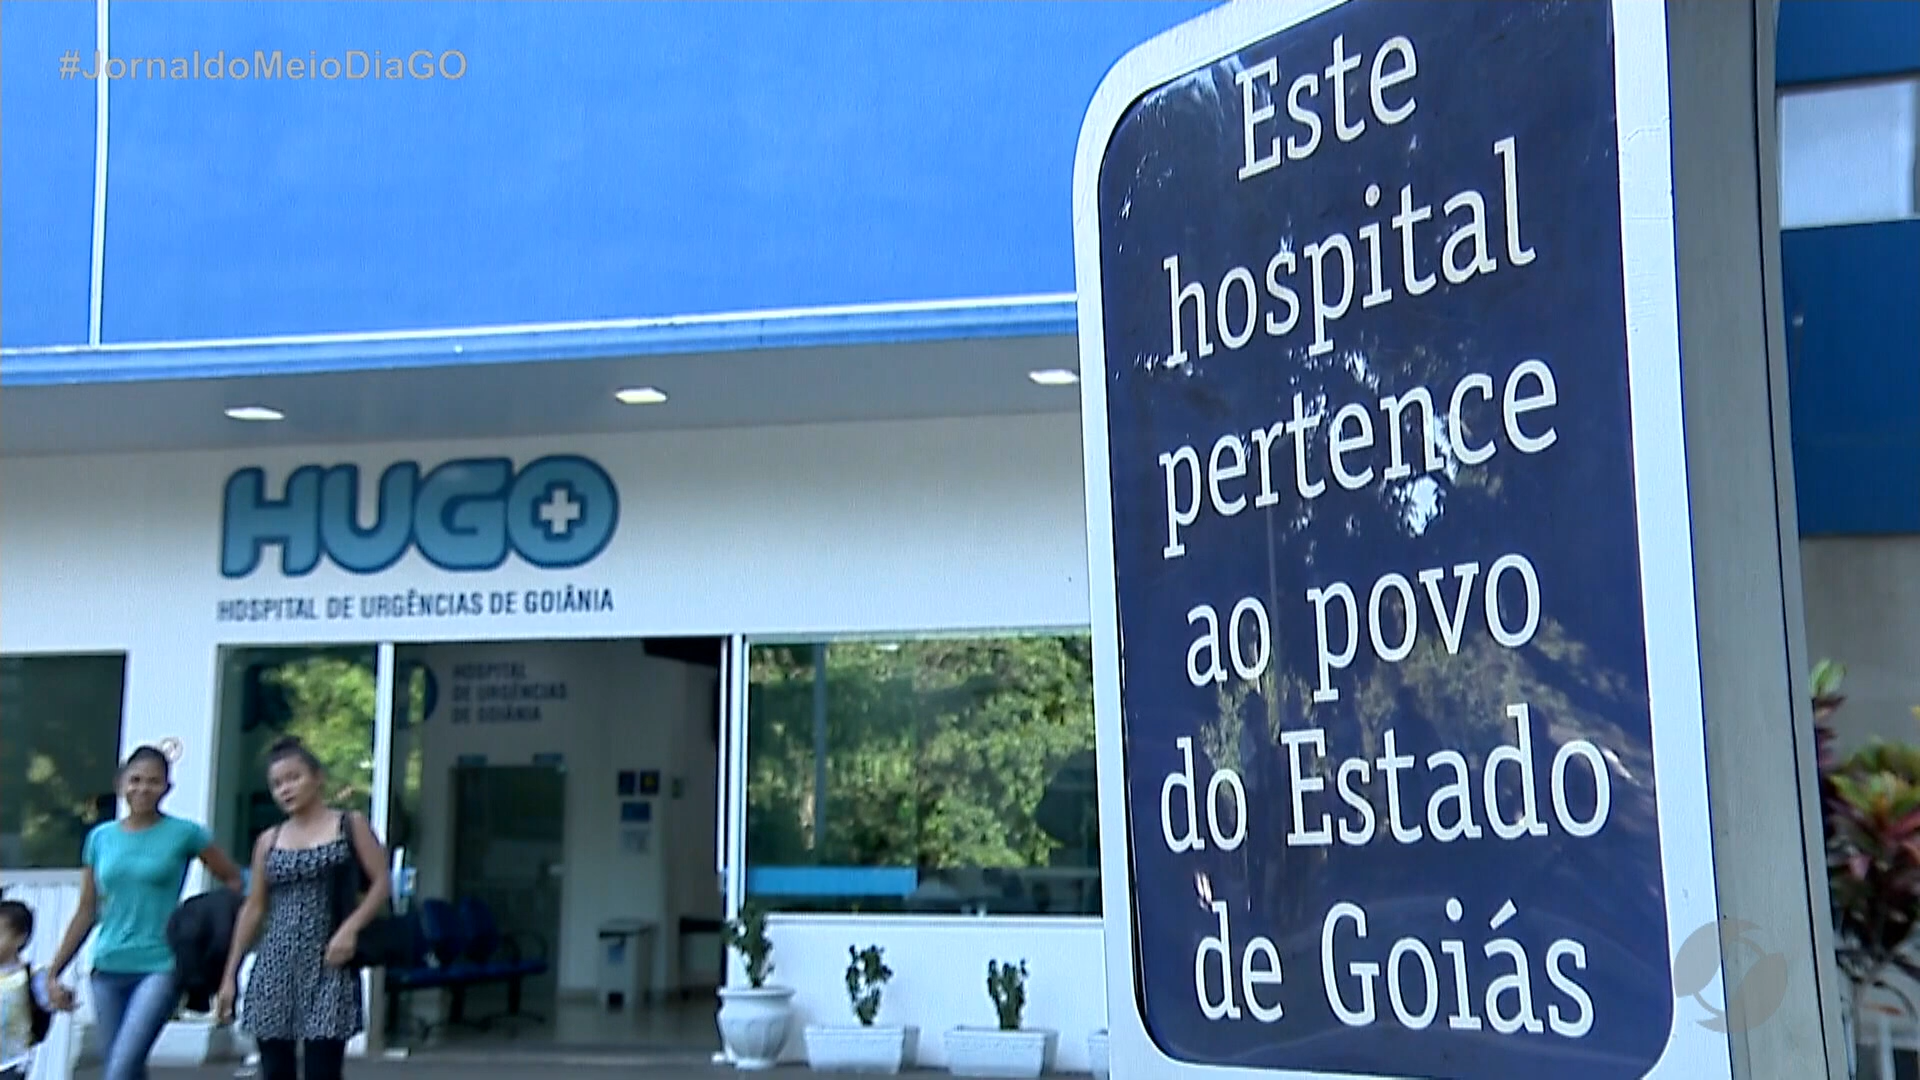 #JornaldoMeioDiaGO
Este
hospital
pertence
ao povo
do Estado
de Goiás
HUGO
HOSPITAL DE URGÊNCIAS DE GOIÂNIA
HOSPITAL
DE URGÊNCIAS
DE GOIÂNIA